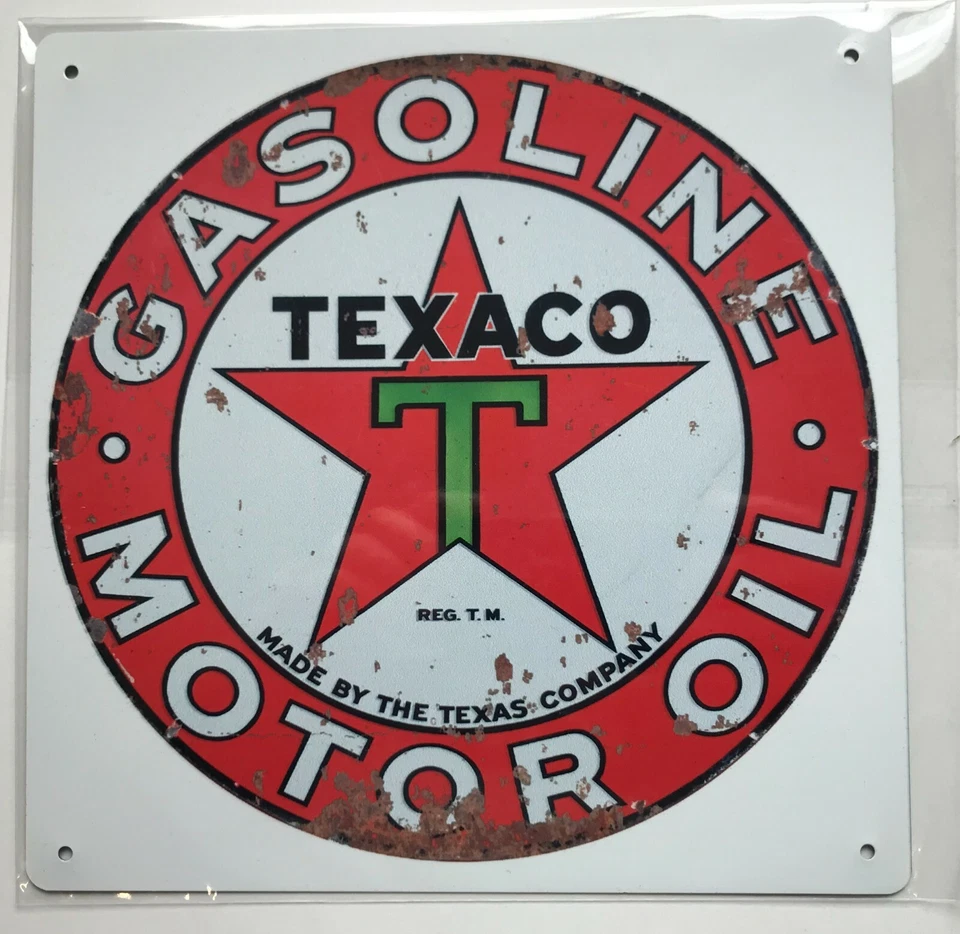 GASOLINE
TEXACO
T
REG. T. M.
MADE BY THE TEXAS COMPANY
· MOTOR OIL ·